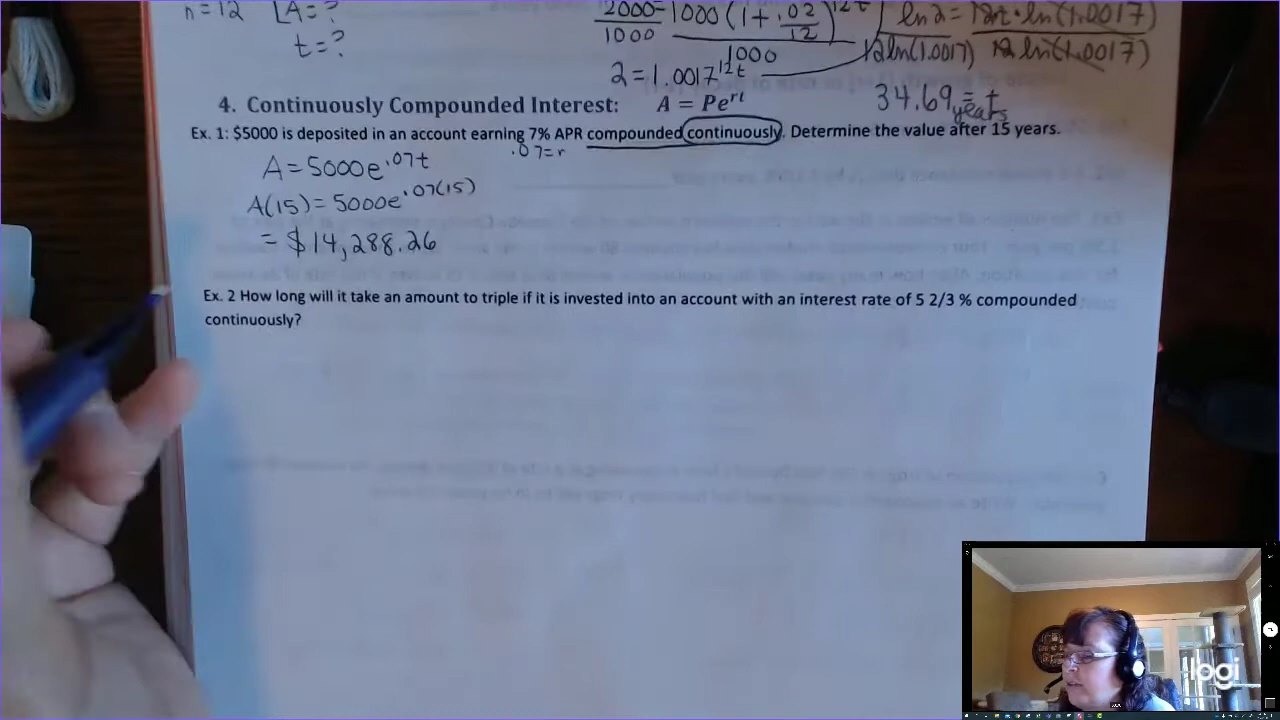 n = 12 [A = ?
t = ?
2000 = 1000 ( 1 + .02 ) 12t
1000 12
1000
2 = 1.0017 12t
ln 2 = 12t · ln (1.0017)
12 ln (1.0017) 12 ln (1.0017)
34.69 = t
years
4. Continuously Compounded Interest: A = Pe^rt
Ex. 1: $5000 is deposited in an account earning 7% APR compounded continuously. Determine the value after 15 years.
.07 = r
A = 5000e^.07t
A(15) = 5000e^.07(15)
= $14,288.26
Ex. 2 How long will it take an amount to triple if it is invested into an account with an interest rate of 5 2/3 % compounded
continuously?
logi